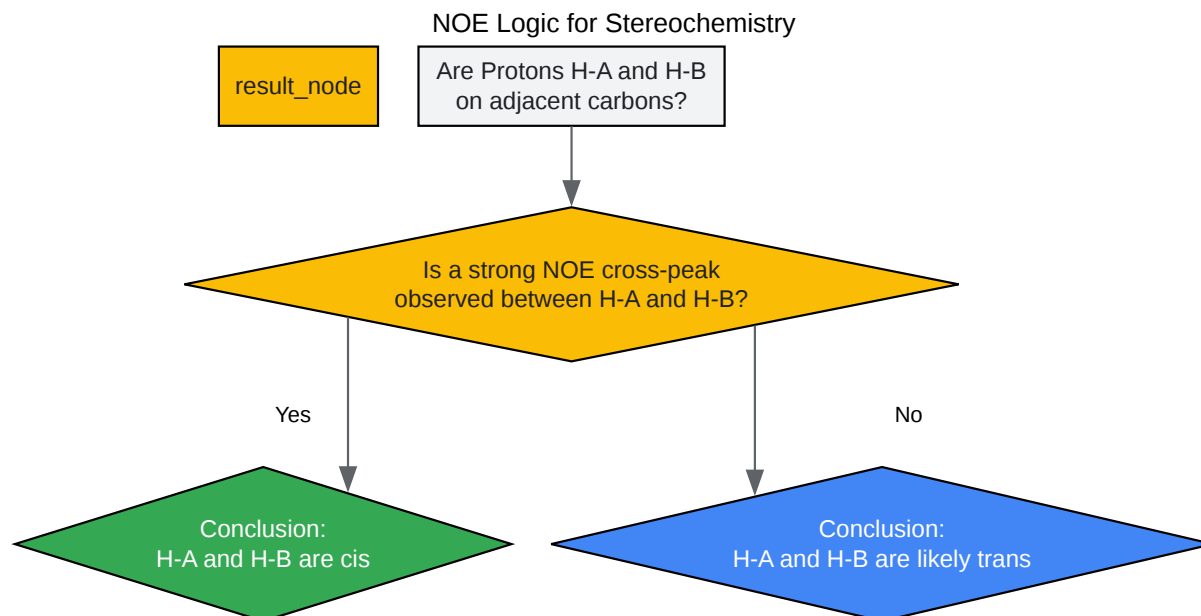 NOE Logic for Stereochemistry
result_node
Are Protons H-A and H-B
on adjacent carbons?
Is a strong NOE cross-peak
observed between H-A and H-B?
Yes
No
Conclusion:
H-A and H-B are cis
Conclusion:
H-A and H-B are likely trans